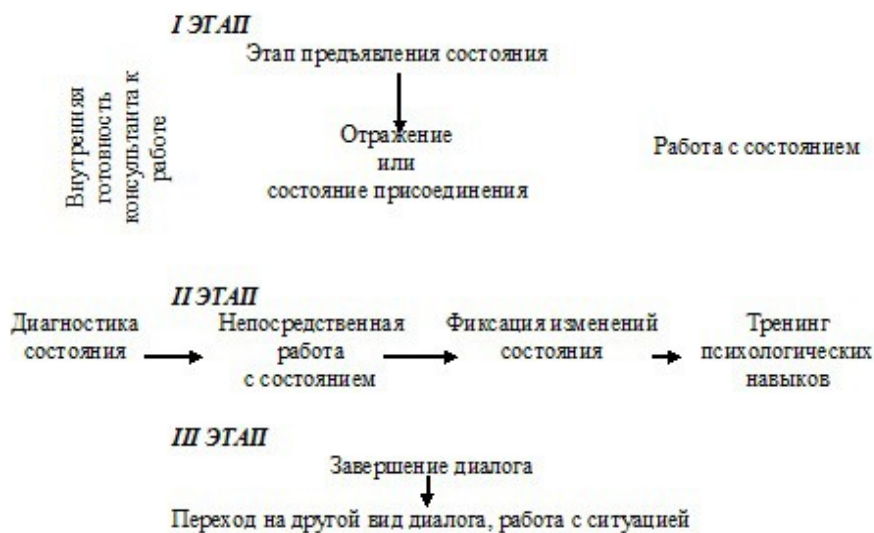 I ЭТАП
Этап предъявления состояния
Внутренняя
готовность
консультанта к
работе
Отражение
или
состояние присоединения
Работа с состоянием
II ЭТАП
Диагностика
состояния
Непосредственная
работа
с состоянием
Фиксация изменений
состояния
Тренинг
психологических
навыков
III ЭТАП
Завершение диалога
Переход на другой вид диалога, работа с ситуацией